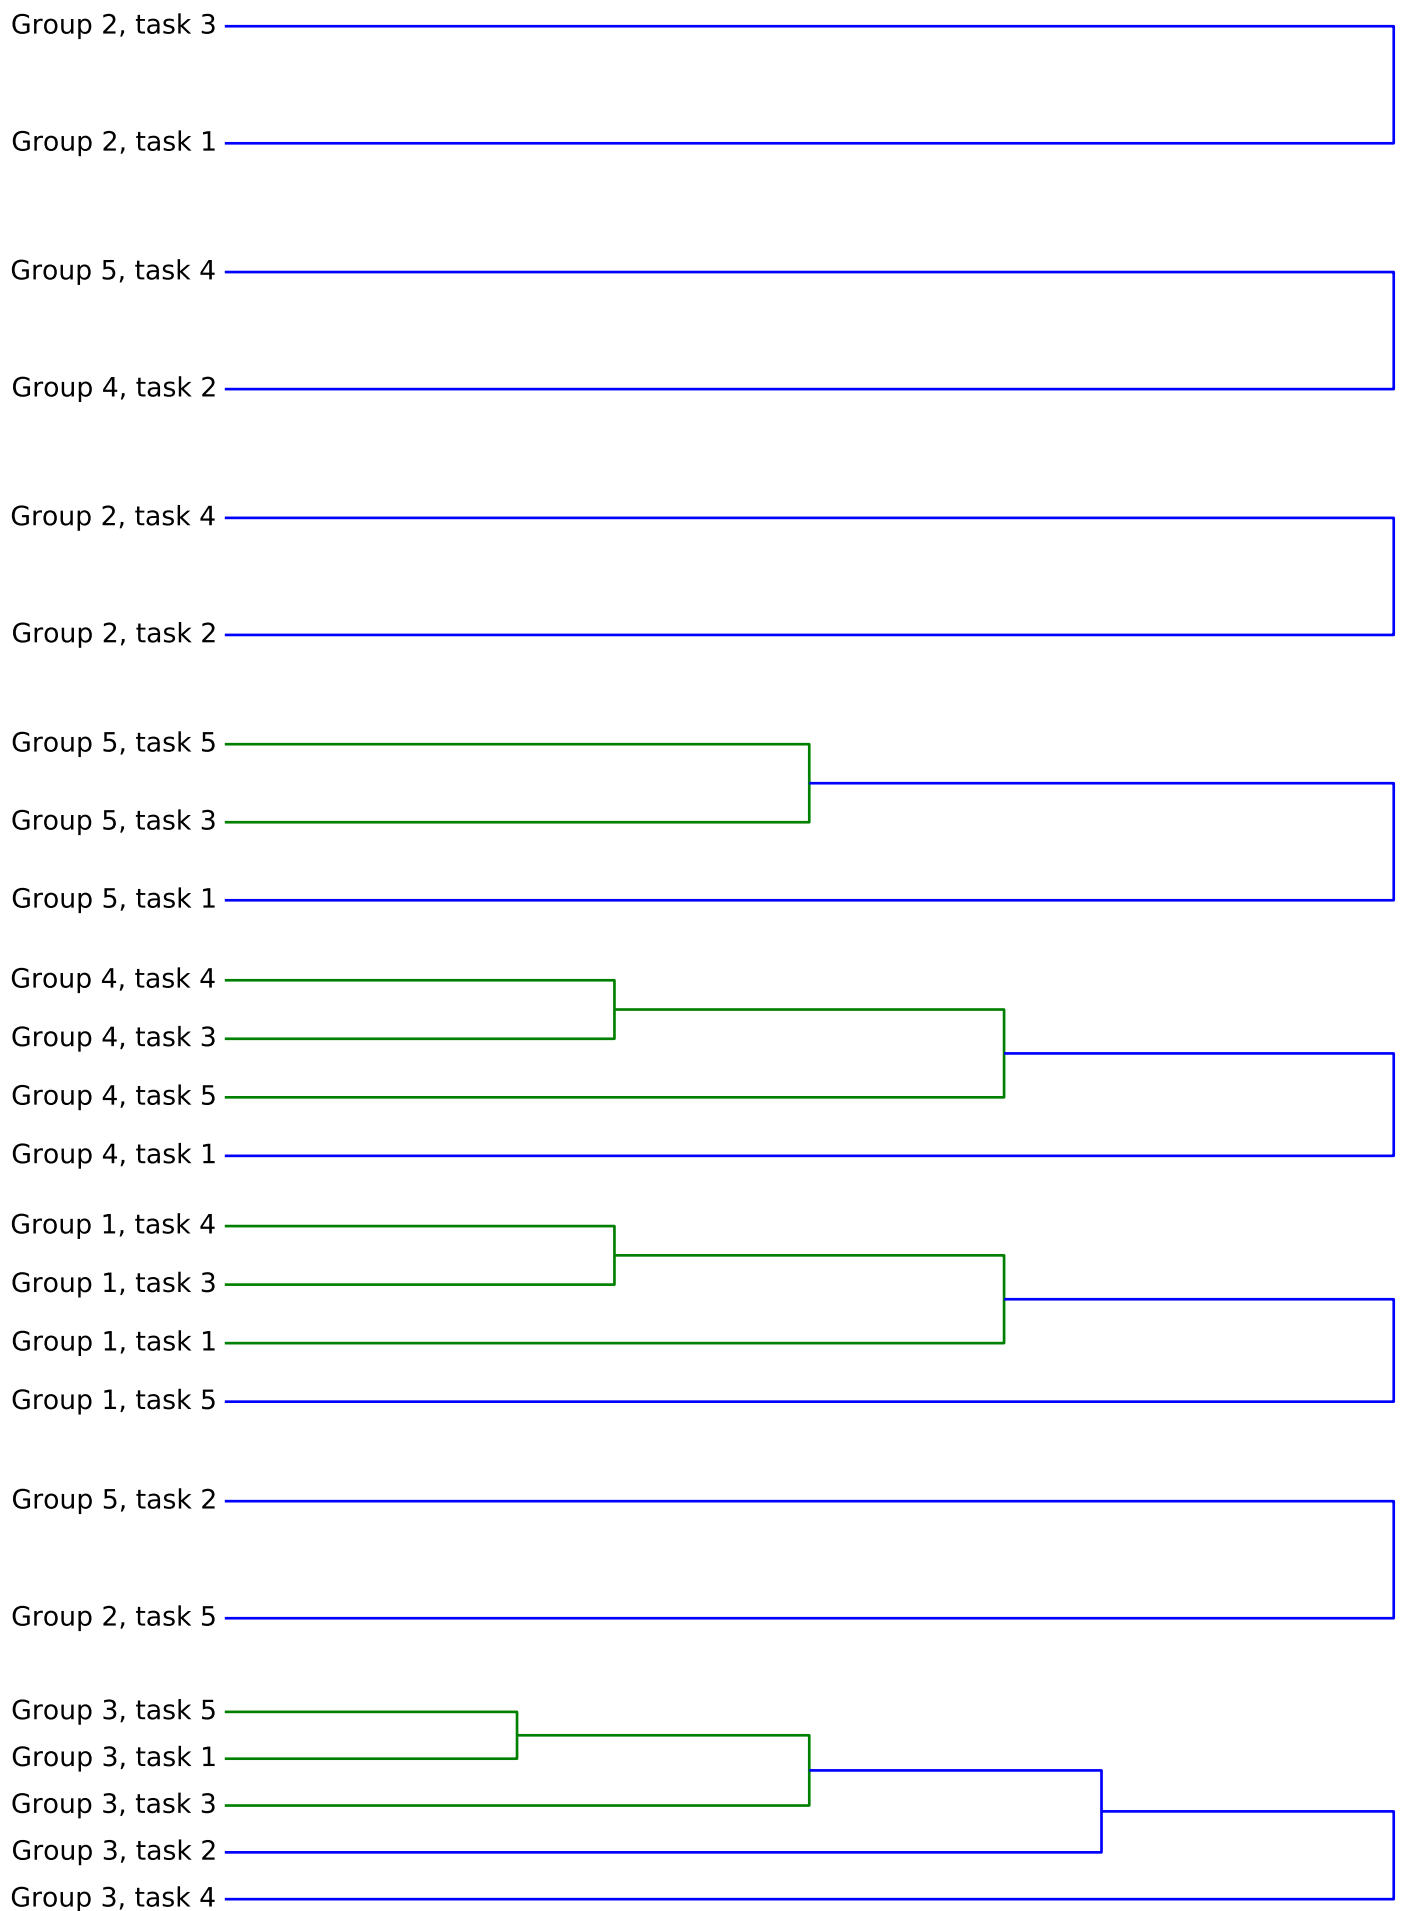 Group 2, task 3
Group 2, task 1
Group 5, task 4
Group 4, task 2
Group 2, task 4
Group 2, task 2
Group 5, task 5
Group 5, task 3
Group 5, task 1
Group 4, task 4
Group 4, task 3
Group 4, task 5
Group 4, task 1
Group 1, task 4
Group 1, task 3
Group 1, task 1
Group 1, task 5
Group 5, task 2
Group 2, task 5
Group 3, task 5
Group 3, task 1
Group 3, task 3
Group 3, task 2
Group 3, task 4